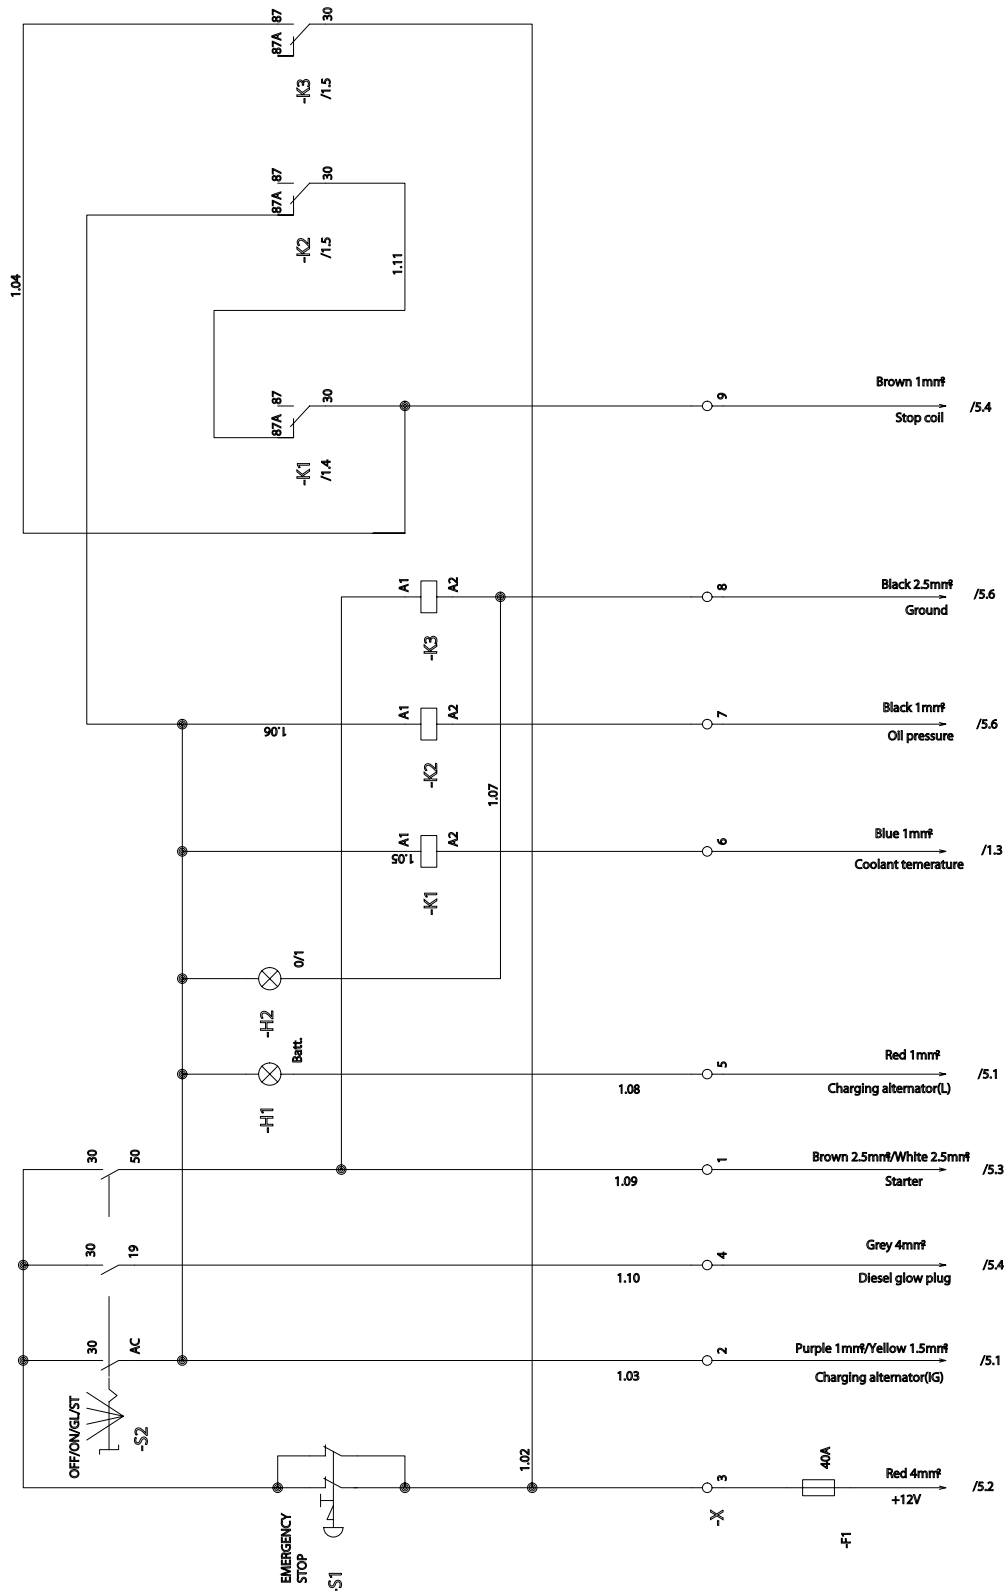 87
30
87A
-K3
/1.5
87
30
87A
-K2
/1.5
1.11
1.04
87
30
87A
-K1
/1.4
9
Brown 1mm²
Stop coil
/5.4
A1
A2
-K3
8
Black 2.5mm²
Ground
/5.6
1.06
A1
A2
-K2
7
Black 1mm²
Oil pressure
/5.6
1.07
1.05
A1
A2
-K1
6
Blue 1mm²
Coolant temerature
/1.3
0/1
-H2
Batt.
-H1
1.08
5
Red 1mm²
Charging alternator(L)
/5.1
30
50
1.09
1
Brown 2.5mm²/White 2.5mm²
Starter
/5.3
30
19
1.10
4
Grey 4mm²
Diesel glow plug
/5.4
30
AC
1.03
2
Purple 1mm²/Yellow 1.5mm²
Charging alternator(IG)
/5.1
OFF/ON/GL/ST
-S2
1.02
EMERGENCY
STOP
-S1
3
-X
40A
-F1
Red 4mm²
+12V
/5.2